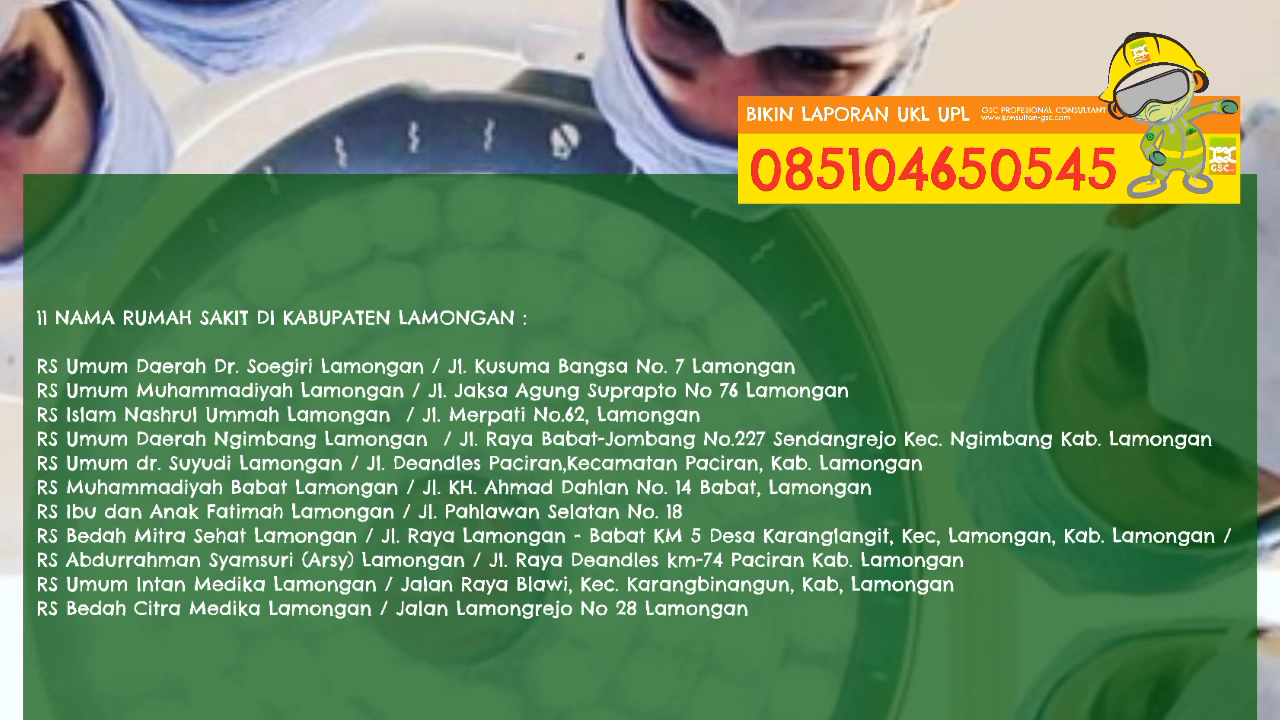 BIKIN LAPORAN UKL UPL
GSC PROFESIONAL CONSULTANT
www.konsultan-gsc.com
085104650545
GSC
11 NAMA RUMAH SAKIT DI KABUPATEN LAMONGAN :
RS Umum Daerah Dr. Soegiri Lamongan / Jl. Kusuma Bangsa No. 7 Lamongan
RS Umum Muhammadiyah Lamongan / Jl. Jaksa Agung Suprapto No 76 Lamongan
RS Islam Nashrul Ummah Lamongan / Jl. Merpati No.62, Lamongan
RS Umum Daerah Ngimbang Lamongan / Jl. Raya Babat-Jombang No.227 Sendangrejo Kec. Ngimbang Kab. Lamongan
RS Umum dr. Suyudi Lamongan / Jl. Deandles Paciran,Kecamatan Paciran, Kab. Lamongan
RS Muhammadiyah Babat Lamongan / Jl. KH. Ahmad Dahlan No. 14 Babat, Lamongan
RS Ibu dan Anak Fatimah Lamongan / Jl. Pahlawan Selatan No. 18
RS Bedah Mitra Sehat Lamongan / Jl. Raya Lamongan - Babat KM 5 Desa Karanglangit, Kec, Lamongan, Kab. Lamongan /
RS Abdurrahman Syamsuri (Arsy) Lamongan / Jl. Raya Deandles km-74 Paciran Kab. Lamongan
RS Umum Intan Medika Lamongan / Jalan Raya Blawi, Kec. Karangbinangun, Kab, Lamongan
RS Bedah Citra Medika Lamongan / Jalan Lamongrejo No 28 Lamongan